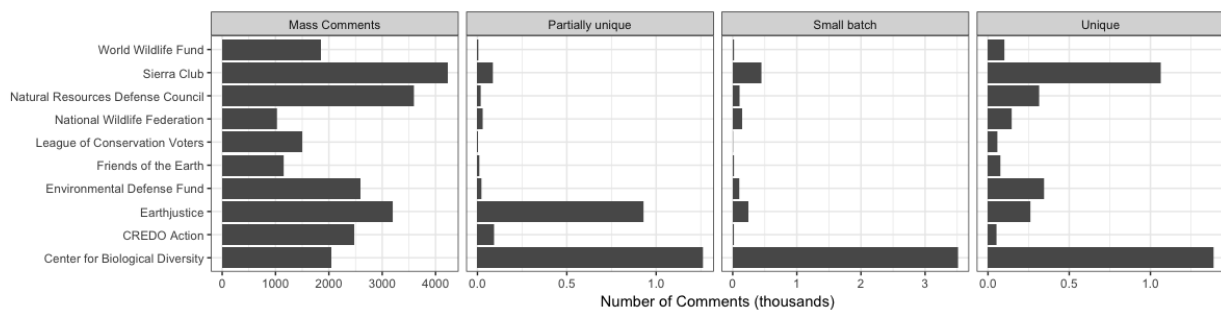 Mass Comments
Partially unique
Small batch
Unique
World Wildlife Fund
Sierra Club
Natural Resources Defense Council
National Wildlife Federation
League of Conservation Voters
Friends of the Earth
Environmental Defense Fund
Earthjustice
CREDO Action
Center for Biological Diversity
0 1000 2000 3000 4000
0.0 0.5 1.0
0 1 2 3
0.0 0.5 1.0
Number of Comments (thousands)